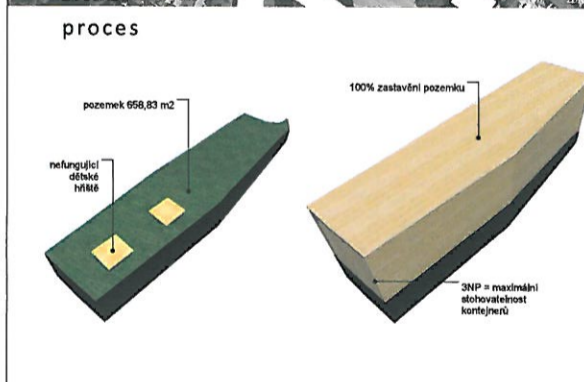 proces
pozemek 658,83 m2
nefungující
dětské
hřiště
100% zastavění pozemku
3NP = maximální
stohovatelnost
kontejnerů